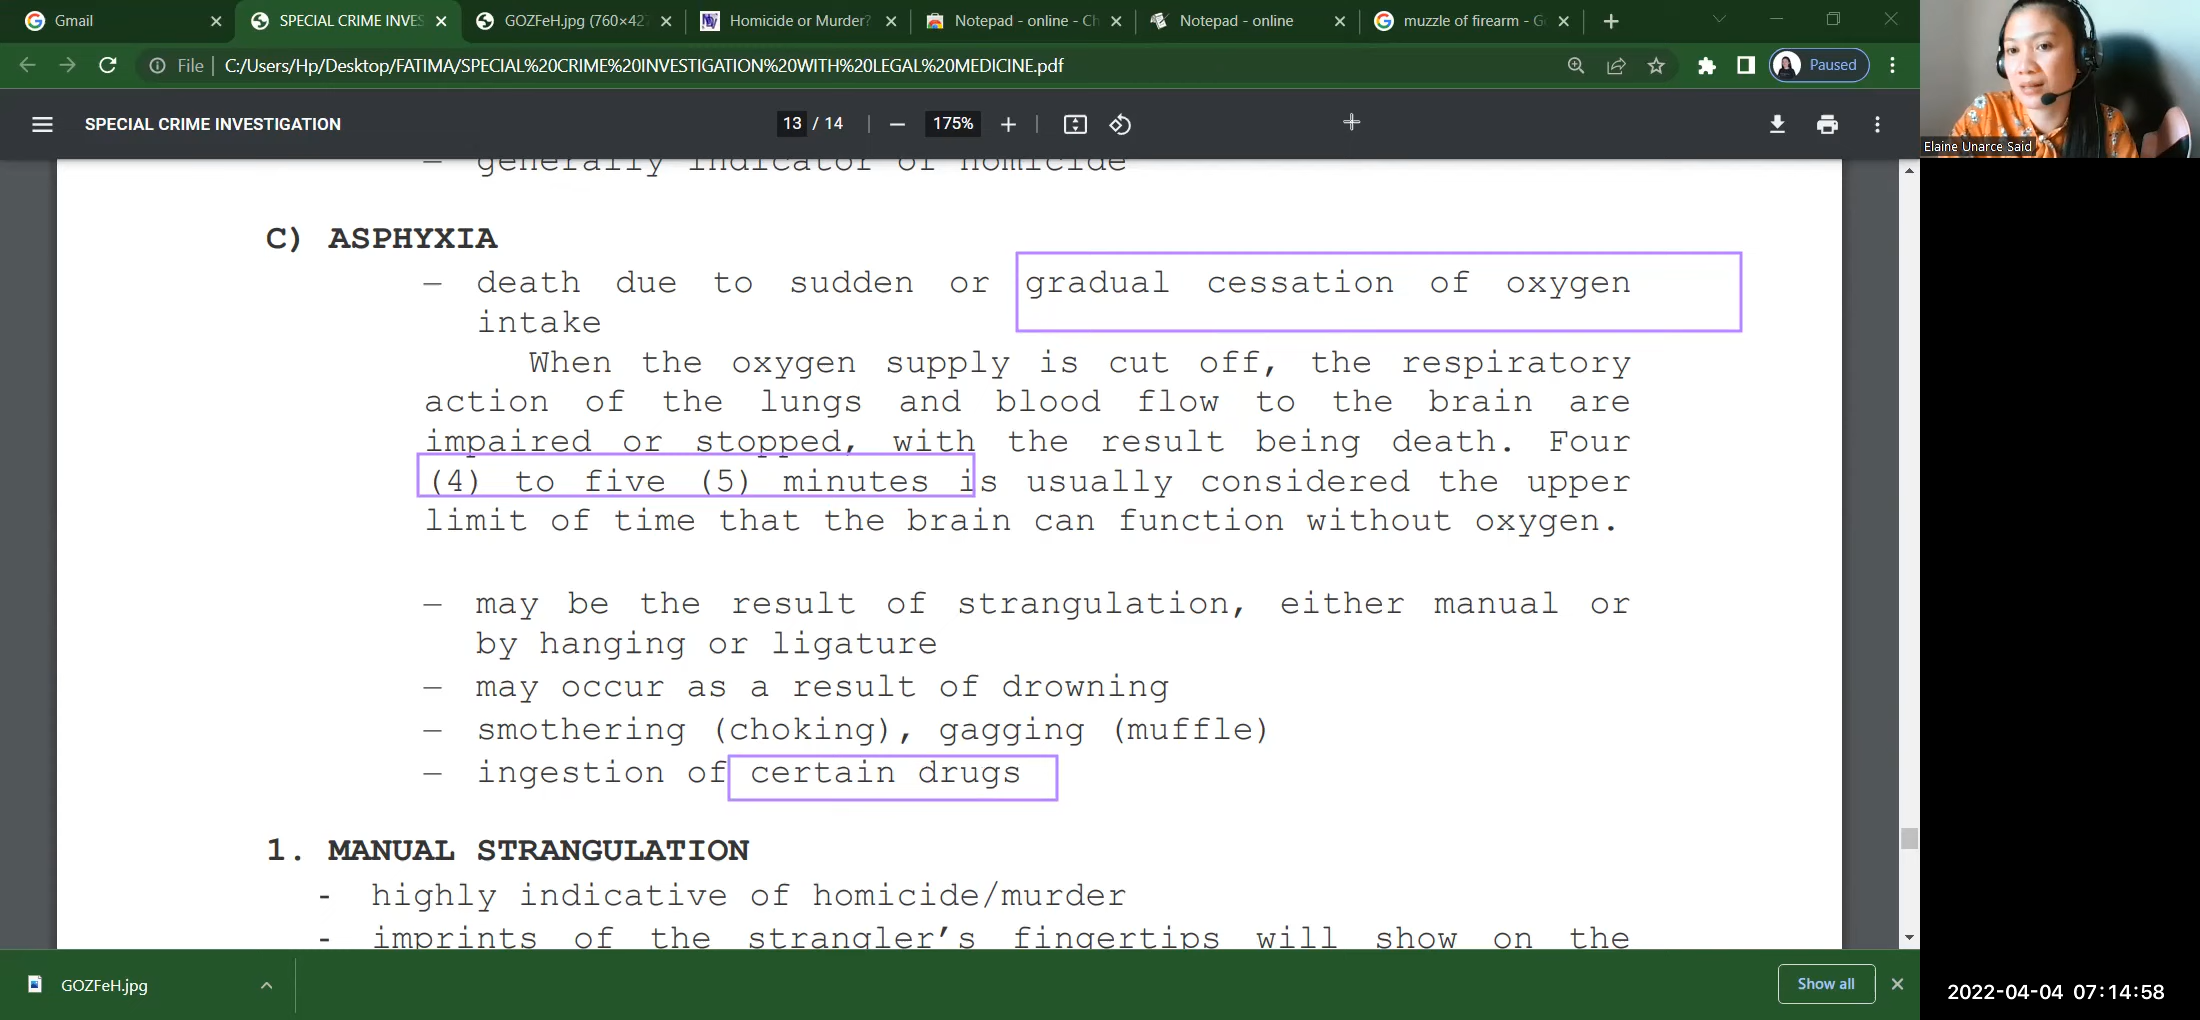 Gmail
SPECIAL CRIME INVES
GOZFeH.jpg (760×427
Homicide or Murder?
Notepad - online - Ch
Notepad - online
muzzle of firearm - Go
File
C:/Users/Hp/Desktop/FATIMA/SPECIAL%20CRIME%20INVESTIGATION%20WITH%20LEGAL%20MEDICINE.pdf
Paused
SPECIAL CRIME INVESTIGATION
13 / 14
175%
Elaine Unarce Said
– generally indicator of homicide
C) ASPHYXIA
– death due to sudden or gradual cessation of oxygen
intake
When the oxygen supply is cut off, the respiratory
action of the lungs and blood flow to the brain are
impaired or stopped, with the result being death. Four
(4) to five (5) minutes is usually considered the upper
limit of time that the brain can function without oxygen.
– may be the result of strangulation, either manual or
by hanging or ligature
– may occur as a result of drowning
– smothering (choking), gagging (muffle)
– ingestion of certain drugs
1. MANUAL STRANGULATION
- highly indicative of homicide/murder
- imprints of the strangler’s fingertips will show on the
GOZFeH.jpg
Show all
2022-04-04 07:14:58